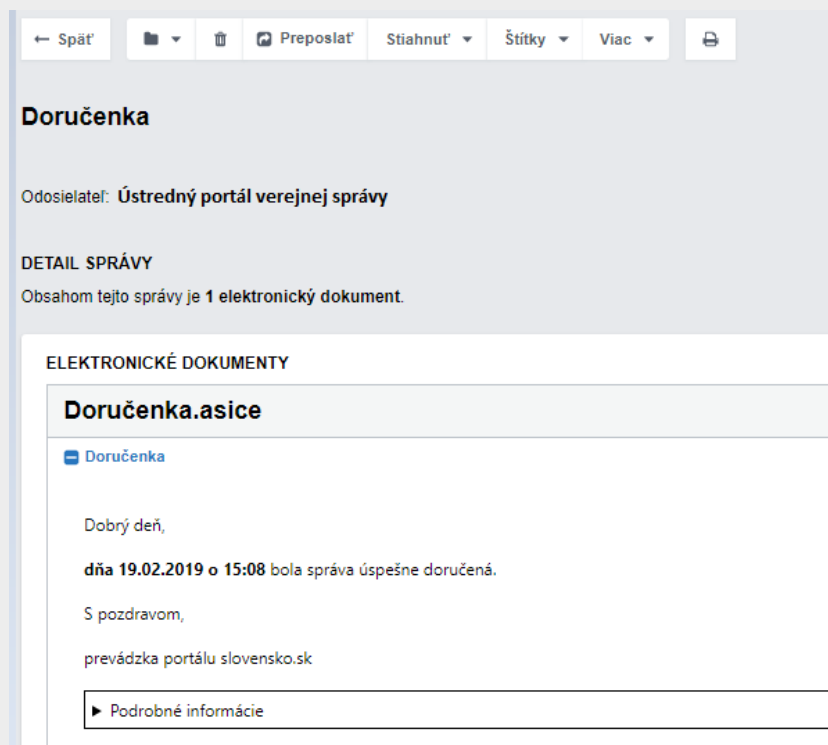 ← Späť
Preposlať
Stiahnuť
Štítky
Viac
Doručenka
Odosielateľ: Ústredný portál verejnej správy
DETAIL SPRÁVY
Obsahom tejto správy je 1 elektronický dokument.
ELEKTRONICKÉ DOKUMENTY
Doručenka.asice
Doručenka
Dobrý deň,
dňa 19.02.2019 o 15:08 bola správa úspešne doručená.
S pozdravom,
prevádzka portálu slovensko.sk
Podrobné informácie